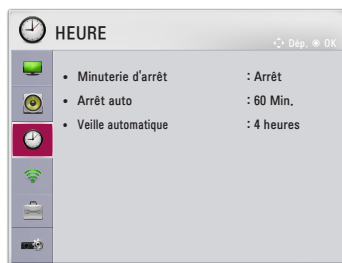 HEURE
Dép. OK
• Minuterie d'arrêt : Arrêt
• Arrêt auto : 60 Min.
• Veille automatique : 4 heures